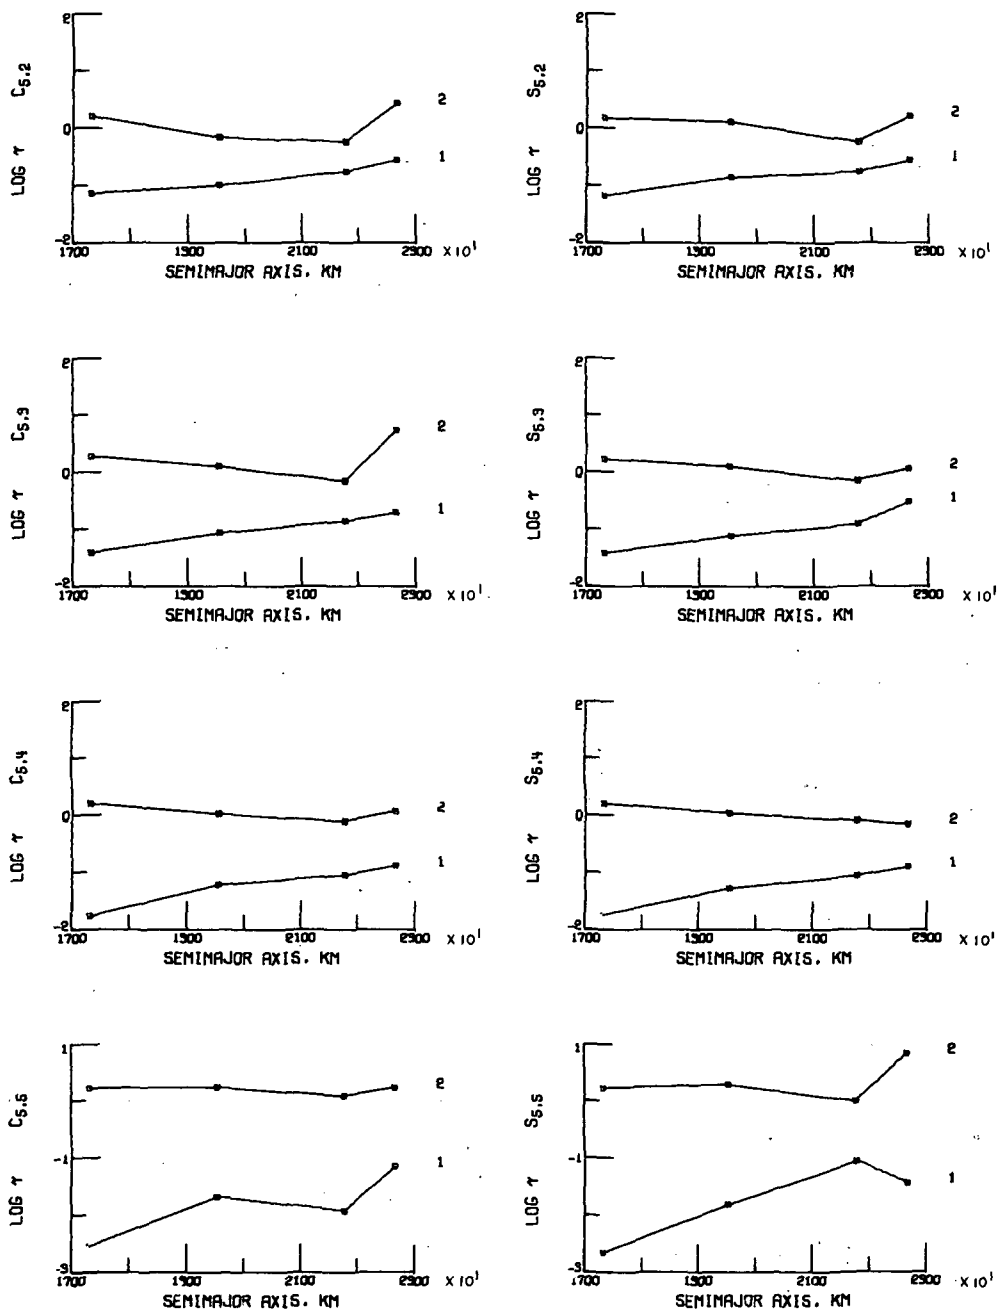 2
C5,2
2
0
LOG τ
1
-2
1700 1900 2100 2300 × 10¹
SEMIMAJOR AXIS, KM
2
S5,2
2
0
LOG τ
1
-2
1700 1900 2100 2300 × 10¹
SEMIMAJOR AXIS, KM
2
C5,3
2
0
LOG τ
1
-2
1700 1900 2100 2300 × 10¹
SEMIMAJOR AXIS, KM
2
S5,3
2
0
LOG τ
1
-2
1700 1900 2100 2300 × 10¹
SEMIMAJOR AXIS, KM
2
C5,4
2
0
LOG τ
1
-2
1700 1900 2100 2300 × 10¹
SEMIMAJOR AXIS, KM
2
S5,4
2
0
LOG τ
1
-2
1700 1900 2100 2300 × 10¹
SEMIMAJOR AXIS, KM
1
C5,5
2
-1
LOG τ
1
-3
1700 1900 2100 2300 × 10¹
SEMIMAJOR AXIS, KM
1
S5,5
2
-1
LOG τ
1
-3
1700 1900 2100 2300 × 10¹
SEMIMAJOR AXIS, KM